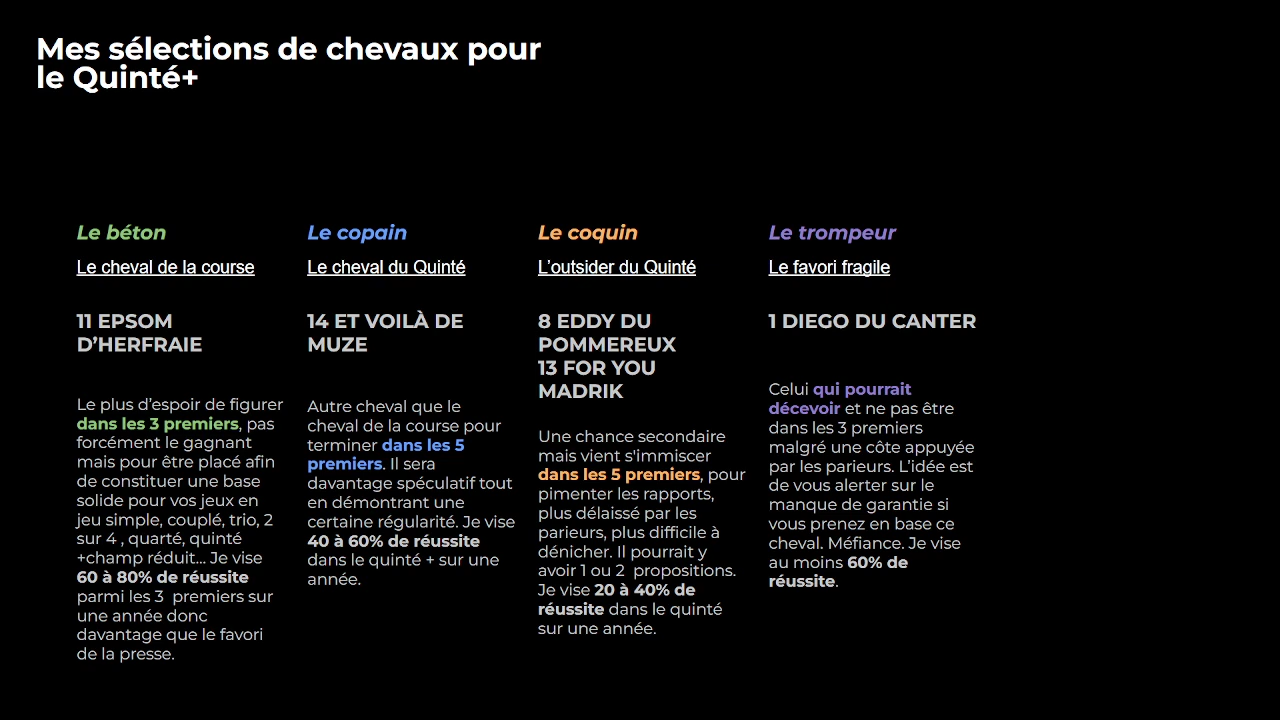 Mes sélections de chevaux pour
le Quinté+
Le béton
Le cheval de la course
11 EPSOM
D’HERFRAIE
Le plus d’espoir de figurer
dans les 3 premiers, pas
forcément le gagnant
mais pour être placé afin
de constituer une base
solide pour vos jeux en
jeu simple, couplé, trio, 2
sur 4 , quarté, quinté
+champ réduit... Je vise
60 à 80% de réussite
parmi les 3  premiers sur
une année donc
davantage que le favori
de la presse.
Le copain
Le cheval du Quinté
14 ET VOILÀ DE
MUZE
Autre cheval que le
cheval de la course pour
terminer dans les 5
premiers. Il sera
davantage spéculatif tout
en démontrant une
certaine régularité. Je vise
40 à 60% de réussite
dans le quinté + sur une
année.
Le coquin
L’outsider du Quinté
8 EDDY DU
POMMEREUX
13 FOR YOU
MADRIK
Une chance secondaire
mais vient s'immiscer
dans les 5 premiers, pour
pimenter les rapports,
plus délaissé par les
parieurs, plus difficile à
dénicher. Il pourrait y
avoir 1 ou 2  propositions.
Je vise 20 à 40% de
réussite dans le quinté
sur une année.
Le trompeur
Le favori fragile
1 DIEGO DU CANTER
Celui qui pourrait
décevoir et ne pas être
dans les 3 premiers
malgré une côte appuyée
par les parieurs. L’idée est
de vous alerter sur le
manque de garantie si
vous prenez en base ce
cheval. Méfiance. Je vise
au moins 60% de
réussite.